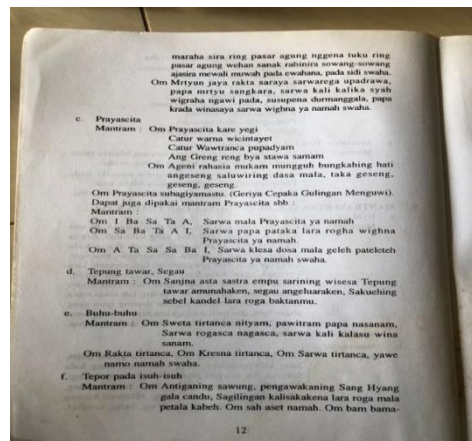 maraha sira ring pasar agung nggena tuku ring
pasar agung wehan sanak rabinira sowang-sowang
ajasira mewali muwah pada ewahana, pada sidi swaha.
Om Mrtyun jaya rakta saraya sarwarega upadrawa,
papa mrtyu sangkara, sarwa kali kalika syah
wigraha ngawi pada, susupena durmanggala, papa
krada winasaya sarwa wighna ya namah swaha.
c. Prayascita
Mantram : Om Prayascita kare yegi
Catur warna wicintayet
Catur Wawtranca pupadyam
Ang Greng reng bya stawa samam
Om Ageni rahasia mukam mungguh bungkahing hati
angeseng saluwiring dasa mala, taka geseng,
geseng, geseng.
Om Prayascita subagiyamastu. (Geriya Cepaka Gulingan Menguwi).
Dapat juga dipakai mantram Prayascita sbb :
Mantram :
Om I Ba Sa Ta A, Sarwa mala Prayascita ya namah
Om Sa Ba Ta A I, Sarwa papa pataka lara rogha wighna
Prayascita ya namah.
Om A Ta Sa Sa Ba I, Sarwa klesa dosa mala geleh pateleteh
Prayascita ya namah swaha.
d. Tepung tawar, Segau
Mantram : Om Sanjna asta sastra empu sarining wisesa Tepung
tawar amunahaken, segau angeluaraken, Sakuehing
sebel kandel lara roga baktanmu.
e. Buhu-buhu
Mantram : Om Sweta tirtanca nityam, pawitram papa nasanam,
Sarwa rogasca nagasca, sarwa kali kalasu wina
sanam.
Om Rakta tirtanca, Om Kresna tirtanca, Om Sarwa tirtanca, yawe
namo namah swaha.
f. Tepor pada isuh-isuh
Mantram : Om Antiganing sawung, pengawakaning Sang Hyang
gala candu, Sagilingan kalisakakena lara roga mala
petala kabeh. Om sah aset namah. Om bam bama-
12